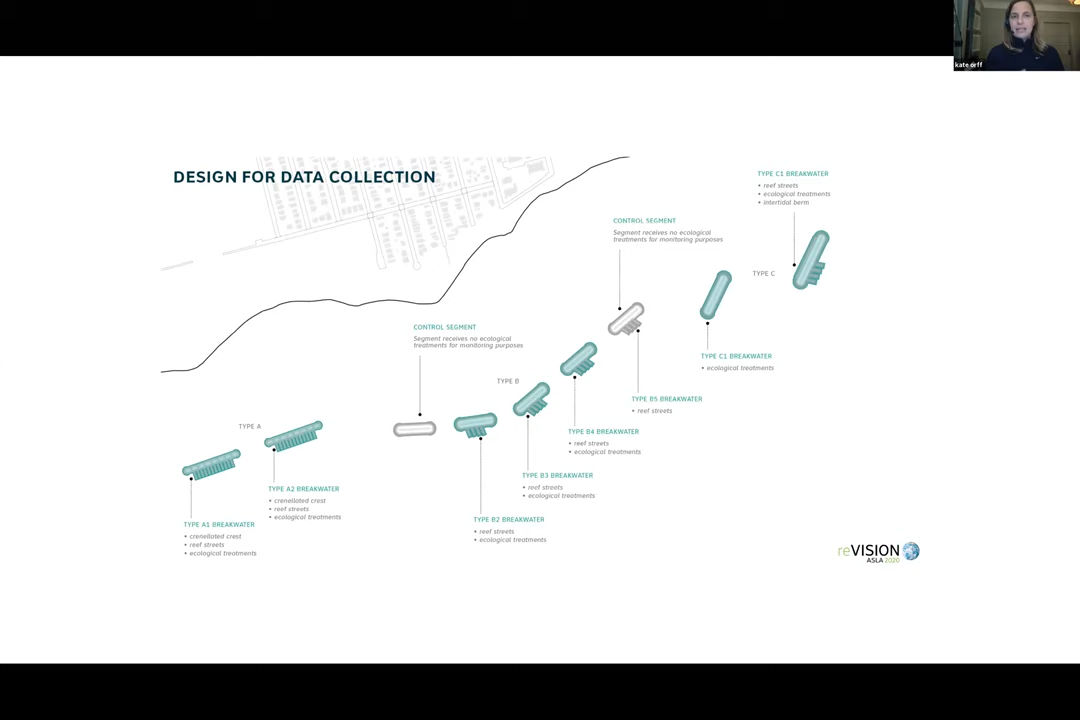 kate orff
DESIGN FOR DATA COLLECTION
TYPE C1 BREAKWATER
• reef streets
• ecological treatments
• intertidal berm
CONTROL SEGMENT
Segment receives no ecological
treatments for monitoring purposes
TYPE C
CONTROL SEGMENT
Segment receives no ecological
treatments for monitoring purposes
TYPE C1 BREAKWATER
• ecological treatments
TYPE B
TYPE B5 BREAKWATER
• reef streets
TYPE A
TYPE B4 BREAKWATER
• reef streets
• ecological treatments
TYPE B3 BREAKWATER
• reef streets
• ecological treatments
TYPE A2 BREAKWATER
• crenellated crest
• reef streets
• ecological treatments
TYPE B2 BREAKWATER
• reef streets
• ecological treatments
TYPE A1 BREAKWATER
• crenellated crest
• reef streets
• ecological treatments
reVISION
ASLA 2020